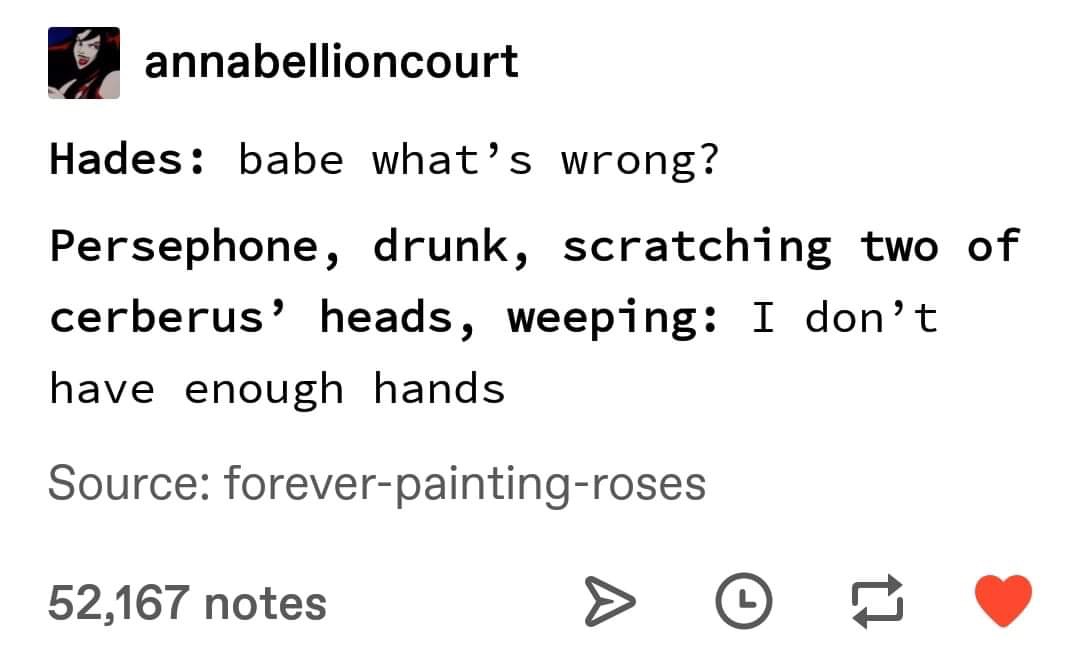 annabellioncourt
Hades: babe what’s wrong?
Persephone, drunk, scratching two of
cerberus’ heads, weeping: I don’t
have enough hands
Source: forever-painting-roses
52,167 notes